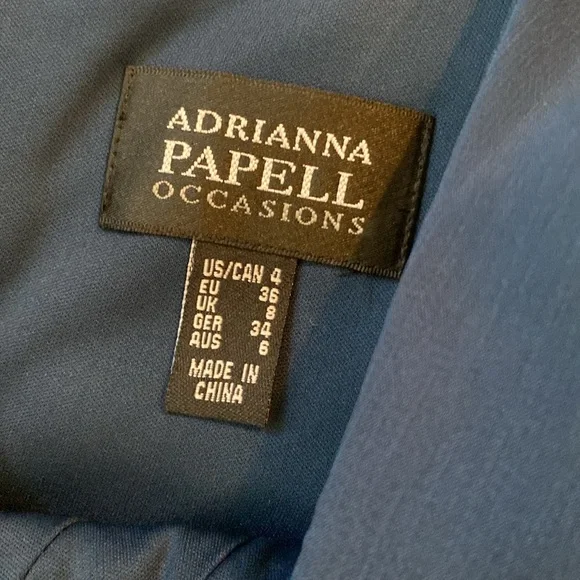 ADRIANNA
PAPELL
OCCASIONS
US/CAN 4
EU 36
UK 8
GER 34
AUS 6
MADE IN
CHINA